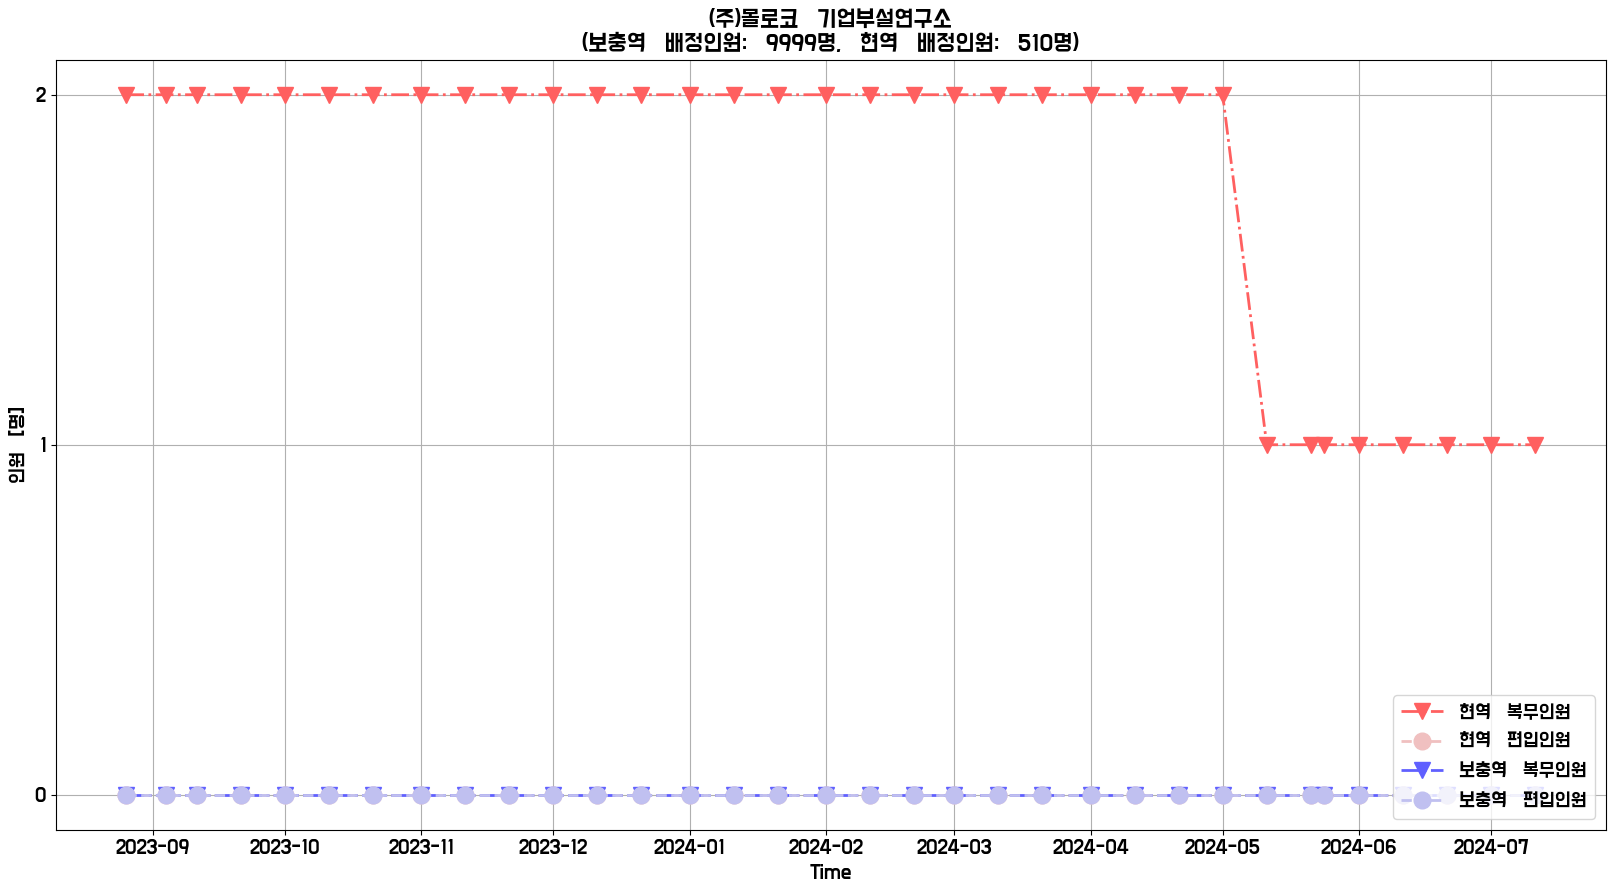 (주)몰로코 기업부설연구소
(보충역 배정인원: 9999명, 현역 배정인원: 510명)
인원 [명]
2
1
0
현역 복무인원
현역 편입인원
보충역 복무인원
보충역 편입인원
2023-09 2023-10 2023-11 2023-12 2024-01 2024-02 2024-03 2024-04 2024-05 2024-06 2024-07
Time